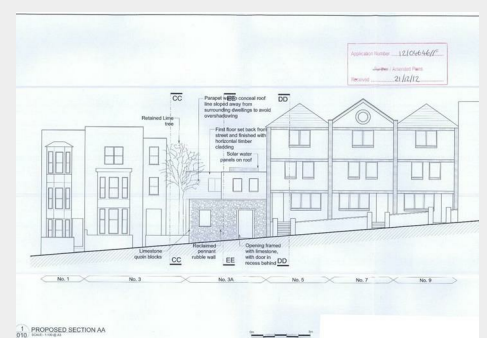 Application Number
Amended Plans
Received 21/12/12
CC
EE
DD
Parapet
to conceal roof
line sloped away from
surrounding dwellings to avoid
overshadowing
Retained Lime
tree
First floor set back from
street and finished with
horizontal timber
cladding
Solar water
panels on roof
Limestone
quoin blocks
Reclaimed
pennant
rubble wall
Opening framed
with limestone,
with door in
recess behind
CC
EE
DD
No. 1
No. 3
No. 3A
No. 5
No. 7
No. 9
1
010
PROPOSED SECTION AA